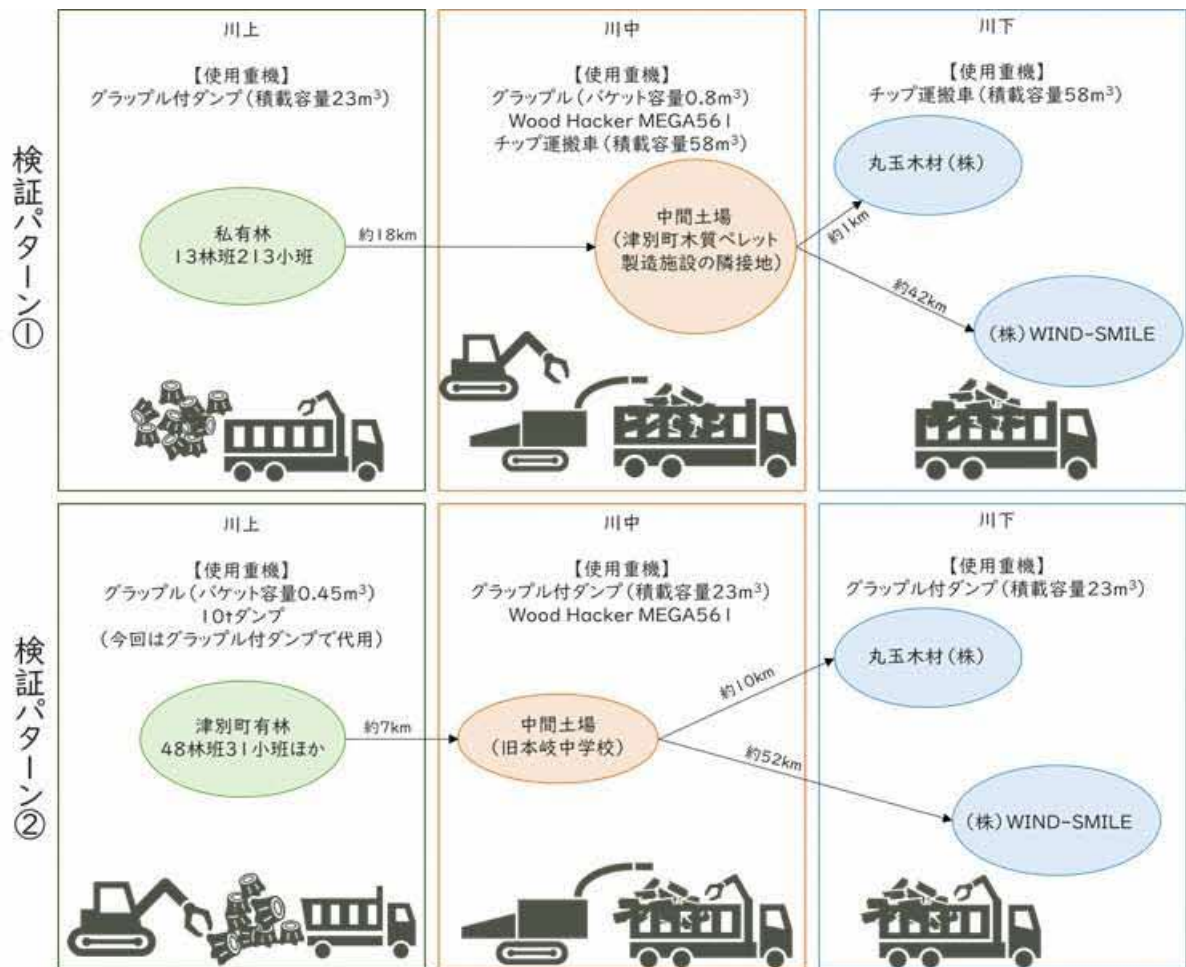 検証パターン①
川上
【使用重機】
グラップル付ダンプ(積載容量23m³)
私有林
13林班213小班
約18km
川中
【使用重機】
グラップル(バケット容量0.8m³)
Wood Hacker MEGA561
チップ運搬車(積載容量58m³)
中間土場
(津別町木質ペレット
製造施設の隣接地)
川下
【使用重機】
チップ運搬車(積載容量58m³)
丸玉木材(株)
約1km
約42km
(株)WIND-SMILE
検証パターン②
川上
【使用重機】
グラップル(バケット容量0.45m³)
10tダンプ
(今回はグラップル付ダンプで代用)
津別町有林
48林班31小班ほか
約7km
川中
【使用重機】
グラップル付ダンプ(積載容量23m³)
Wood Hacker MEGA561
中間土場
(旧本岐中学校)
川下
【使用重機】
グラップル付ダンプ(積載容量23m³)
丸玉木材(株)
約10km
約52km
(株)WIND-SMILE